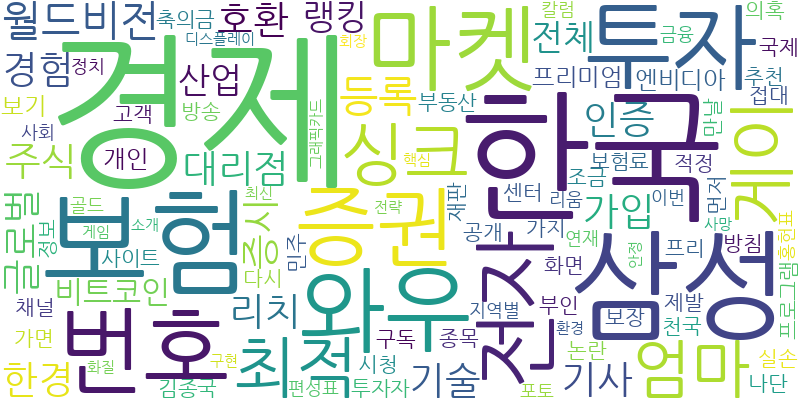 월드비전
축의금
호환
랭킹
칼럼
의혹
디스플레이
회장
마켓
투자
전체
금융
국제
경험
정치
산업
경제
프리미엄
엔비디아
추천
보기
고객
방송
등록
부동산
접대
만남
사회
개인
그래픽카드
싱크
한국
인증
게이
주식
대리점
핵심
보험료
적정
글로벌
정보
골드
최신
증시
증권
전략
재판
센터
조금
이번
먼저
게임
소개
보험
리움
가입
사망
사이트
민주
전자
공개
가지
연재
안정
프리
방침
홍헌표
프로그램
비트코인
다시
와우
삼성
화면
채널
리치
지역별
부인
보장
제발
가면
번호
최적
구독
종목
환경
천국
엄마
한경
화질
구현
시청
기술
기사
논란
실손
김종국
편성표
투자자
포토
나단